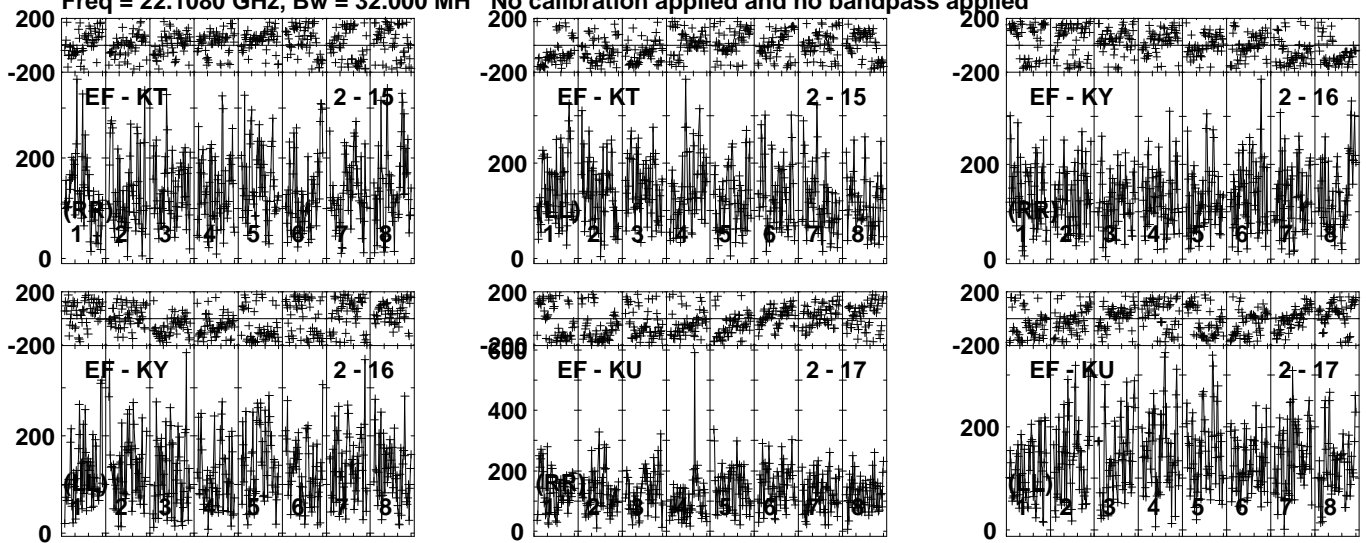 Freq = 22.1080 GHz, Bw = 32.000 MH No calibration applied and no bandpass applied
200
-200
EF - KT 2 - 15
200
(RR)
1 2 3 4 5 6 7 8
0
200
-200
EF - KT 2 - 15
200
(LL)
1 2 3 4 5 6 7 8
0
200
-200
EF - KY 2 - 16
200
(RR)
1 2 3 4 5 6 7 8
0
200
-200
EF - KY 2 - 16
200
(LL)
1 2 3 4 5 6 7 8
0
200
-200
600
EF - KU 2 - 17
400
200
(RR)
1 2 3 4 5 6 7 8
0
200
-200
EF - KU 2 - 17
200
(LL)
1 2 3 4 5 6 7 8
0